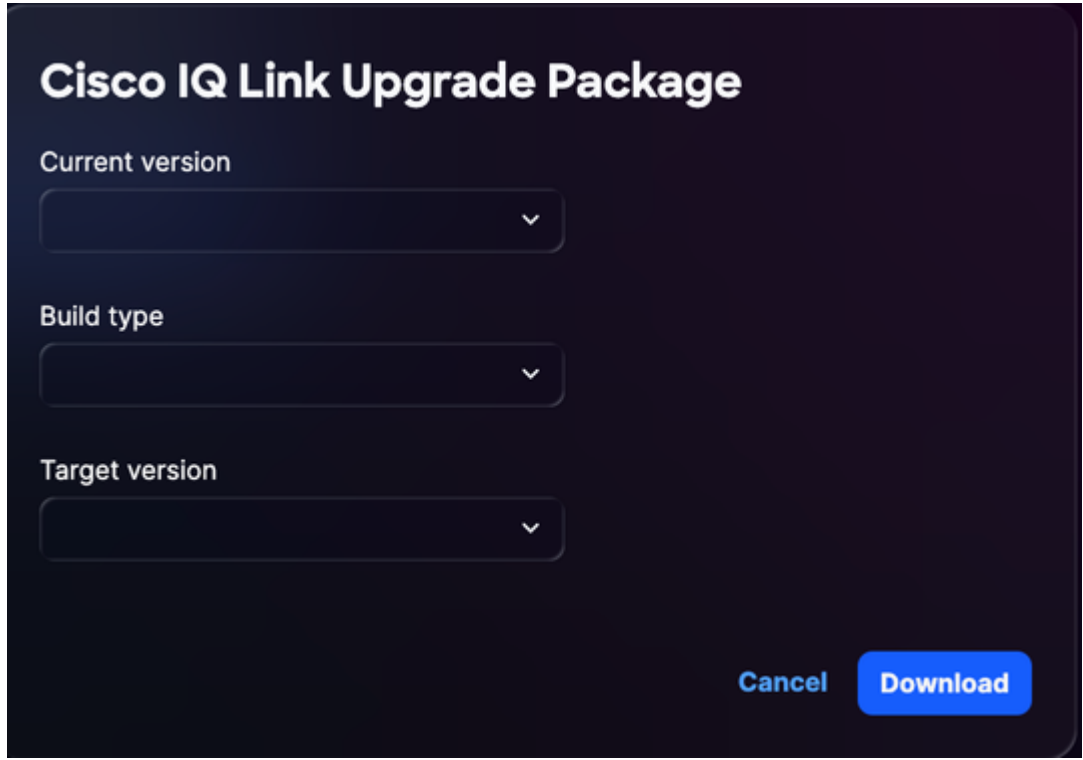 Cisco IQ Link Upgrade Package
Current version
Build type
Target version
Cancel Download